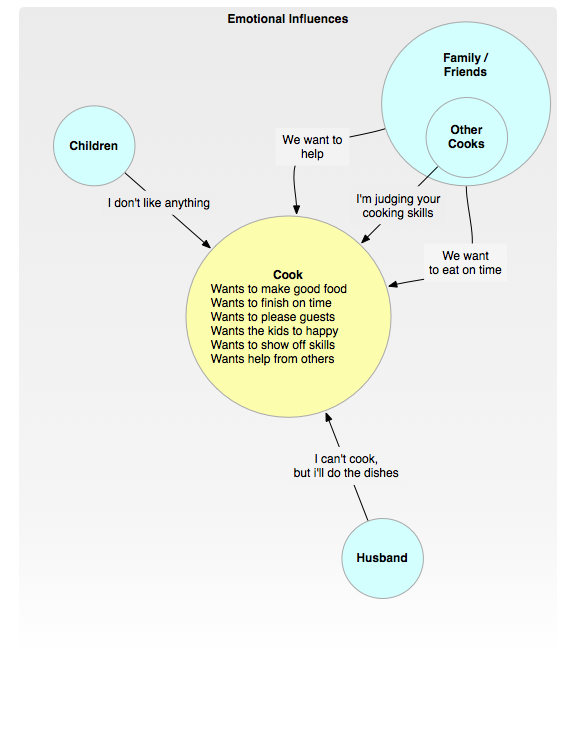 Emotional Influences
Family /
Friends
Other
Cooks
Children
We want to
help
I don't like anything
I'm judging your
cooking skills
We want
to eat on time
Cook
Wants to make good food
Wants to finish on time
Wants to please guests
Wants the kids to happy
Wants to show off skills
Wants help from others
I can't cook,
but i'll do the dishes
Husband